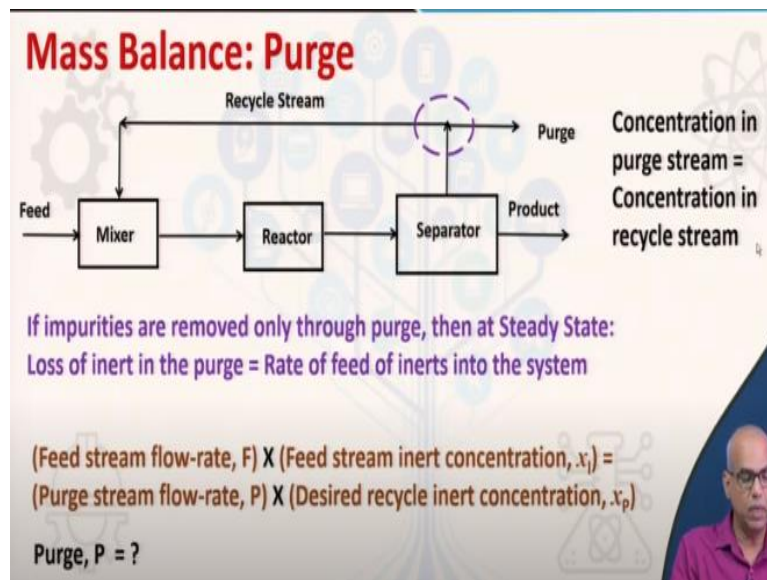 Mass Balance: Purge
Recycle Stream
Purge
Feed
Mixer
Reactor
Separator
Product
Concentration in
purge stream =
Concentration in
recycle stream
If impurities are removed only through purge, then at Steady State:
Loss of inert in the purge = Rate of feed of inerts into the system
(Feed stream flow-rate, F) X (Feed stream inert concentration, xᵢ) =
(Purge stream flow-rate, P) X (Desired recycle inert concentration, xₚ)
Purge, P = ?